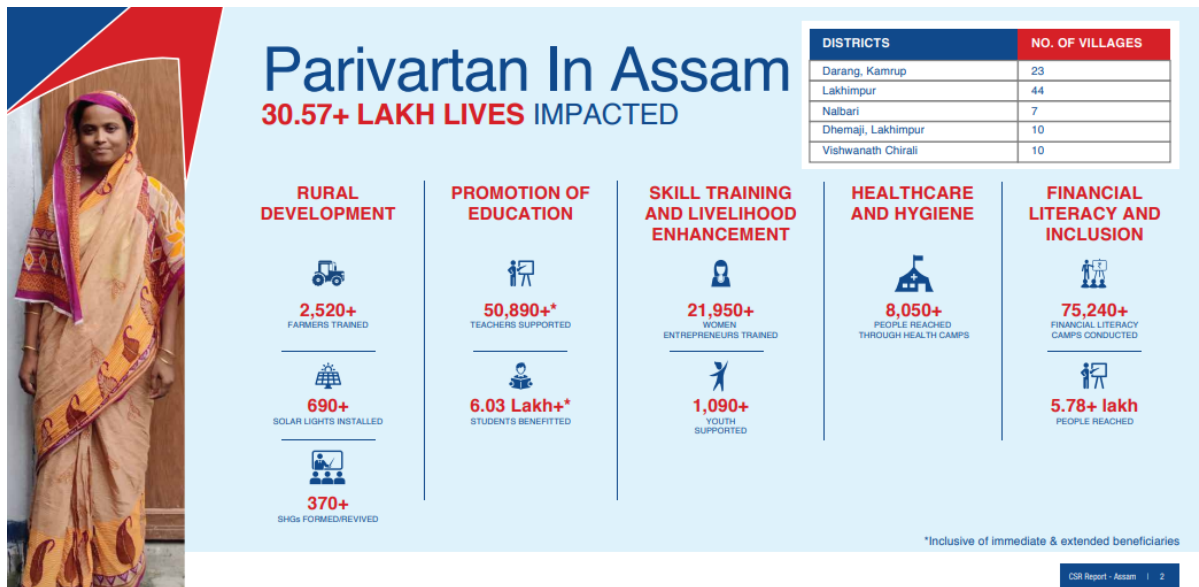 Parivartan In Assam
30.57+ LAKH LIVES IMPACTED
DISTRICTS NO. OF VILLAGES
Darang, Kamrup 23
Lakhimpur 44
Nalbari 7
Dhemaji, Lakhimpur 10
Vishwanath Chirali 10
RURAL
DEVELOPMENT
2,520+
FARMERS TRAINED
690+
SOLAR LIGHTS INSTALLED
370+
SHGs FORMED/REVIVED
PROMOTION OF
EDUCATION
50,890+*
TEACHERS SUPPORTED
6.03 Lakh+*
STUDENTS BENEFITTED
SKILL TRAINING
AND LIVELIHOOD
ENHANCEMENT
21,950+
WOMEN
ENTREPRENEURS TRAINED
1,090+
YOUTH
SUPPORTED
HEALTHCARE
AND HYGIENE
8,050+
PEOPLE REACHED
THROUGH HEALTH CAMPS
FINANCIAL
LITERACY AND
INCLUSION
75,240+
FINANCIAL LITERACY
CAMPS CONDUCTED
5.78+ lakh
PEOPLE REACHED
*Inclusive of immediate & extended beneficiaries
CSR Report - Assam | 2